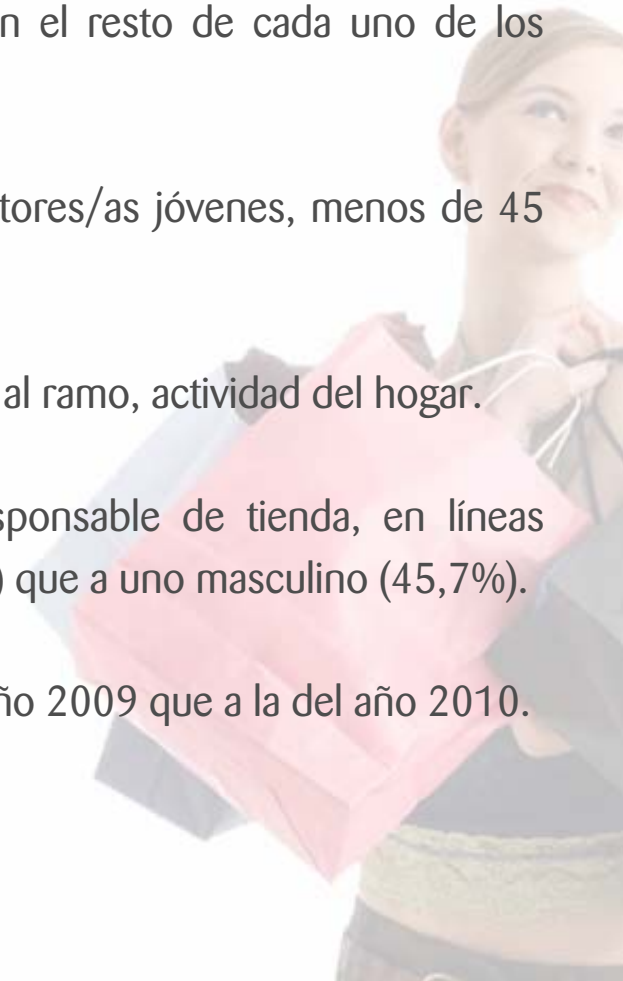 n el resto de cada uno de los
tores/as jóvenes, menos de 45
al ramo, actividad del hogar.
sponsable de tienda, en líneas
) que a uno masculino (45,7%).
ño 2009 que a la del año 2010.